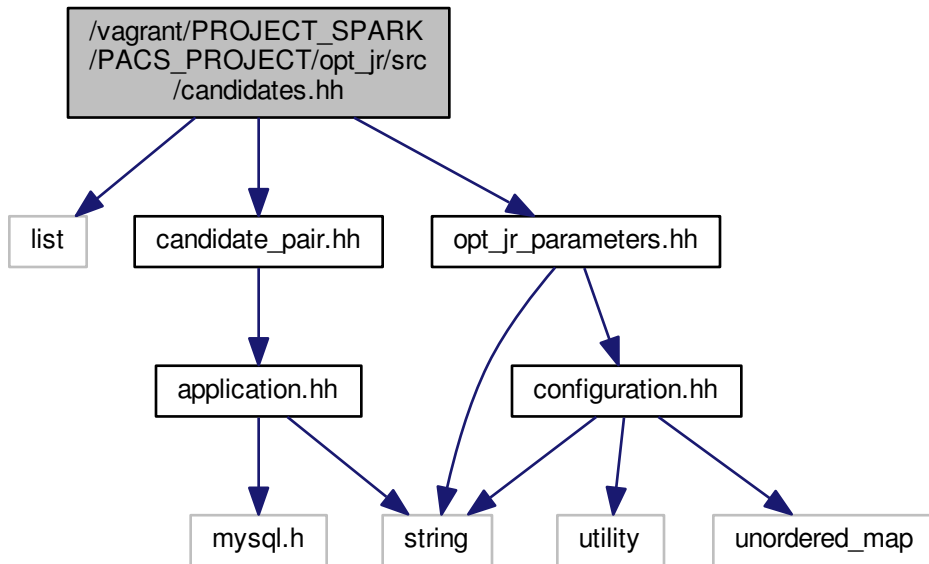 /vagrant/PROJECT_SPARK
/PACS_PROJECT/opt_jr/src
/candidates.hh
list
candidate_pair.hh
opt_jr_parameters.hh
application.hh
configuration.hh
mysql.h
string
utility
unordered_map